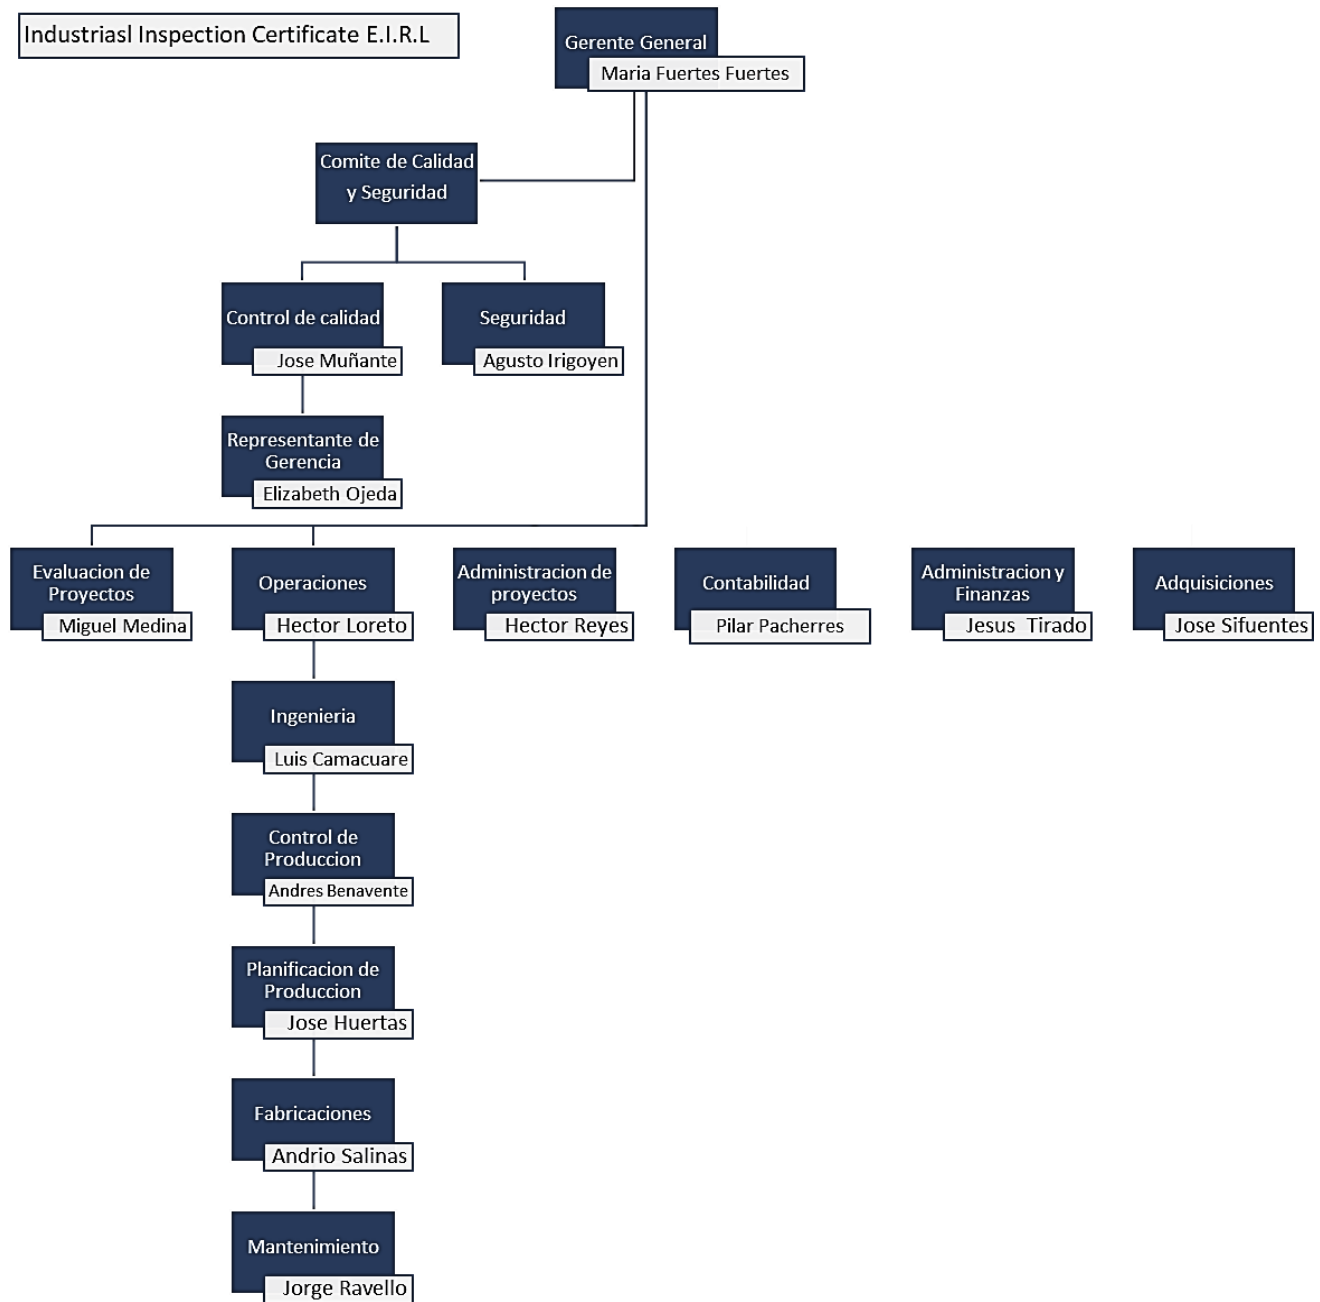 Industriasl Inspection Certificate E.I.R.L
Gerente General
Maria Fuertes Fuertes
Comite de Calidad
y Seguridad
Control de calidad
Jose Muñante
Seguridad
Agusto Irigoyen
Representante de
Gerencia
Elizabeth Ojeda
Evaluacion de
Proyectos
Miguel Medina
Operaciones
Hector Loreto
Administracion de
proyectos
Hector Reyes
Contabilidad
Pilar Pacherres
Administracion y
Finanzas
Jesus Tirado
Adquisiciones
Jose Sifuentes
Ingenieria
Luis Camacuare
Control de
Produccion
Andres Benavente
Planificacion de
Produccion
Jose Huertas
Fabricaciones
Andrio Salinas
Mantenimiento
Jorge Ravello